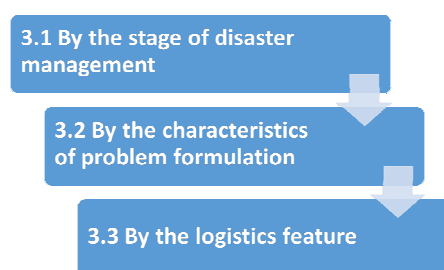 3.1 By the stage of disaster
management
3.2 By the characteristics
of problem formulation
3.3 By the logistics feature